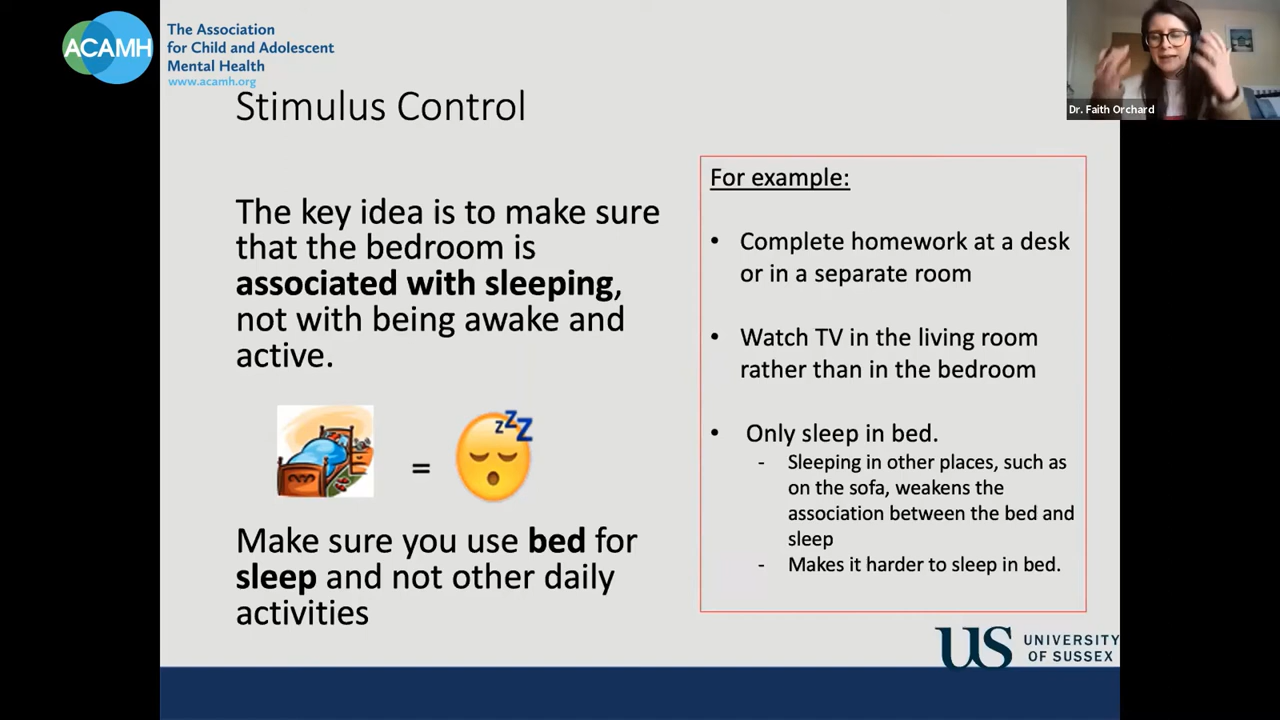 ACAMH
The Association
for Child and Adolescent
Mental Health
www.acamh.org
Dr. Faith Orchard
Stimulus Control
The key idea is to make sure
that the bedroom is
associated with sleeping,
not with being awake and
active.
=
zzz
Make sure you use bed for
sleep and not other daily
activities
For example:
• Complete homework at a desk
or in a separate room
• Watch TV in the living room
rather than in the bedroom
• Only sleep in bed.
- Sleeping in other places, such as
on the sofa, weakens the
association between the bed and
sleep
- Makes it harder to sleep in bed.
US UNIVERSITY
OF SUSSEX